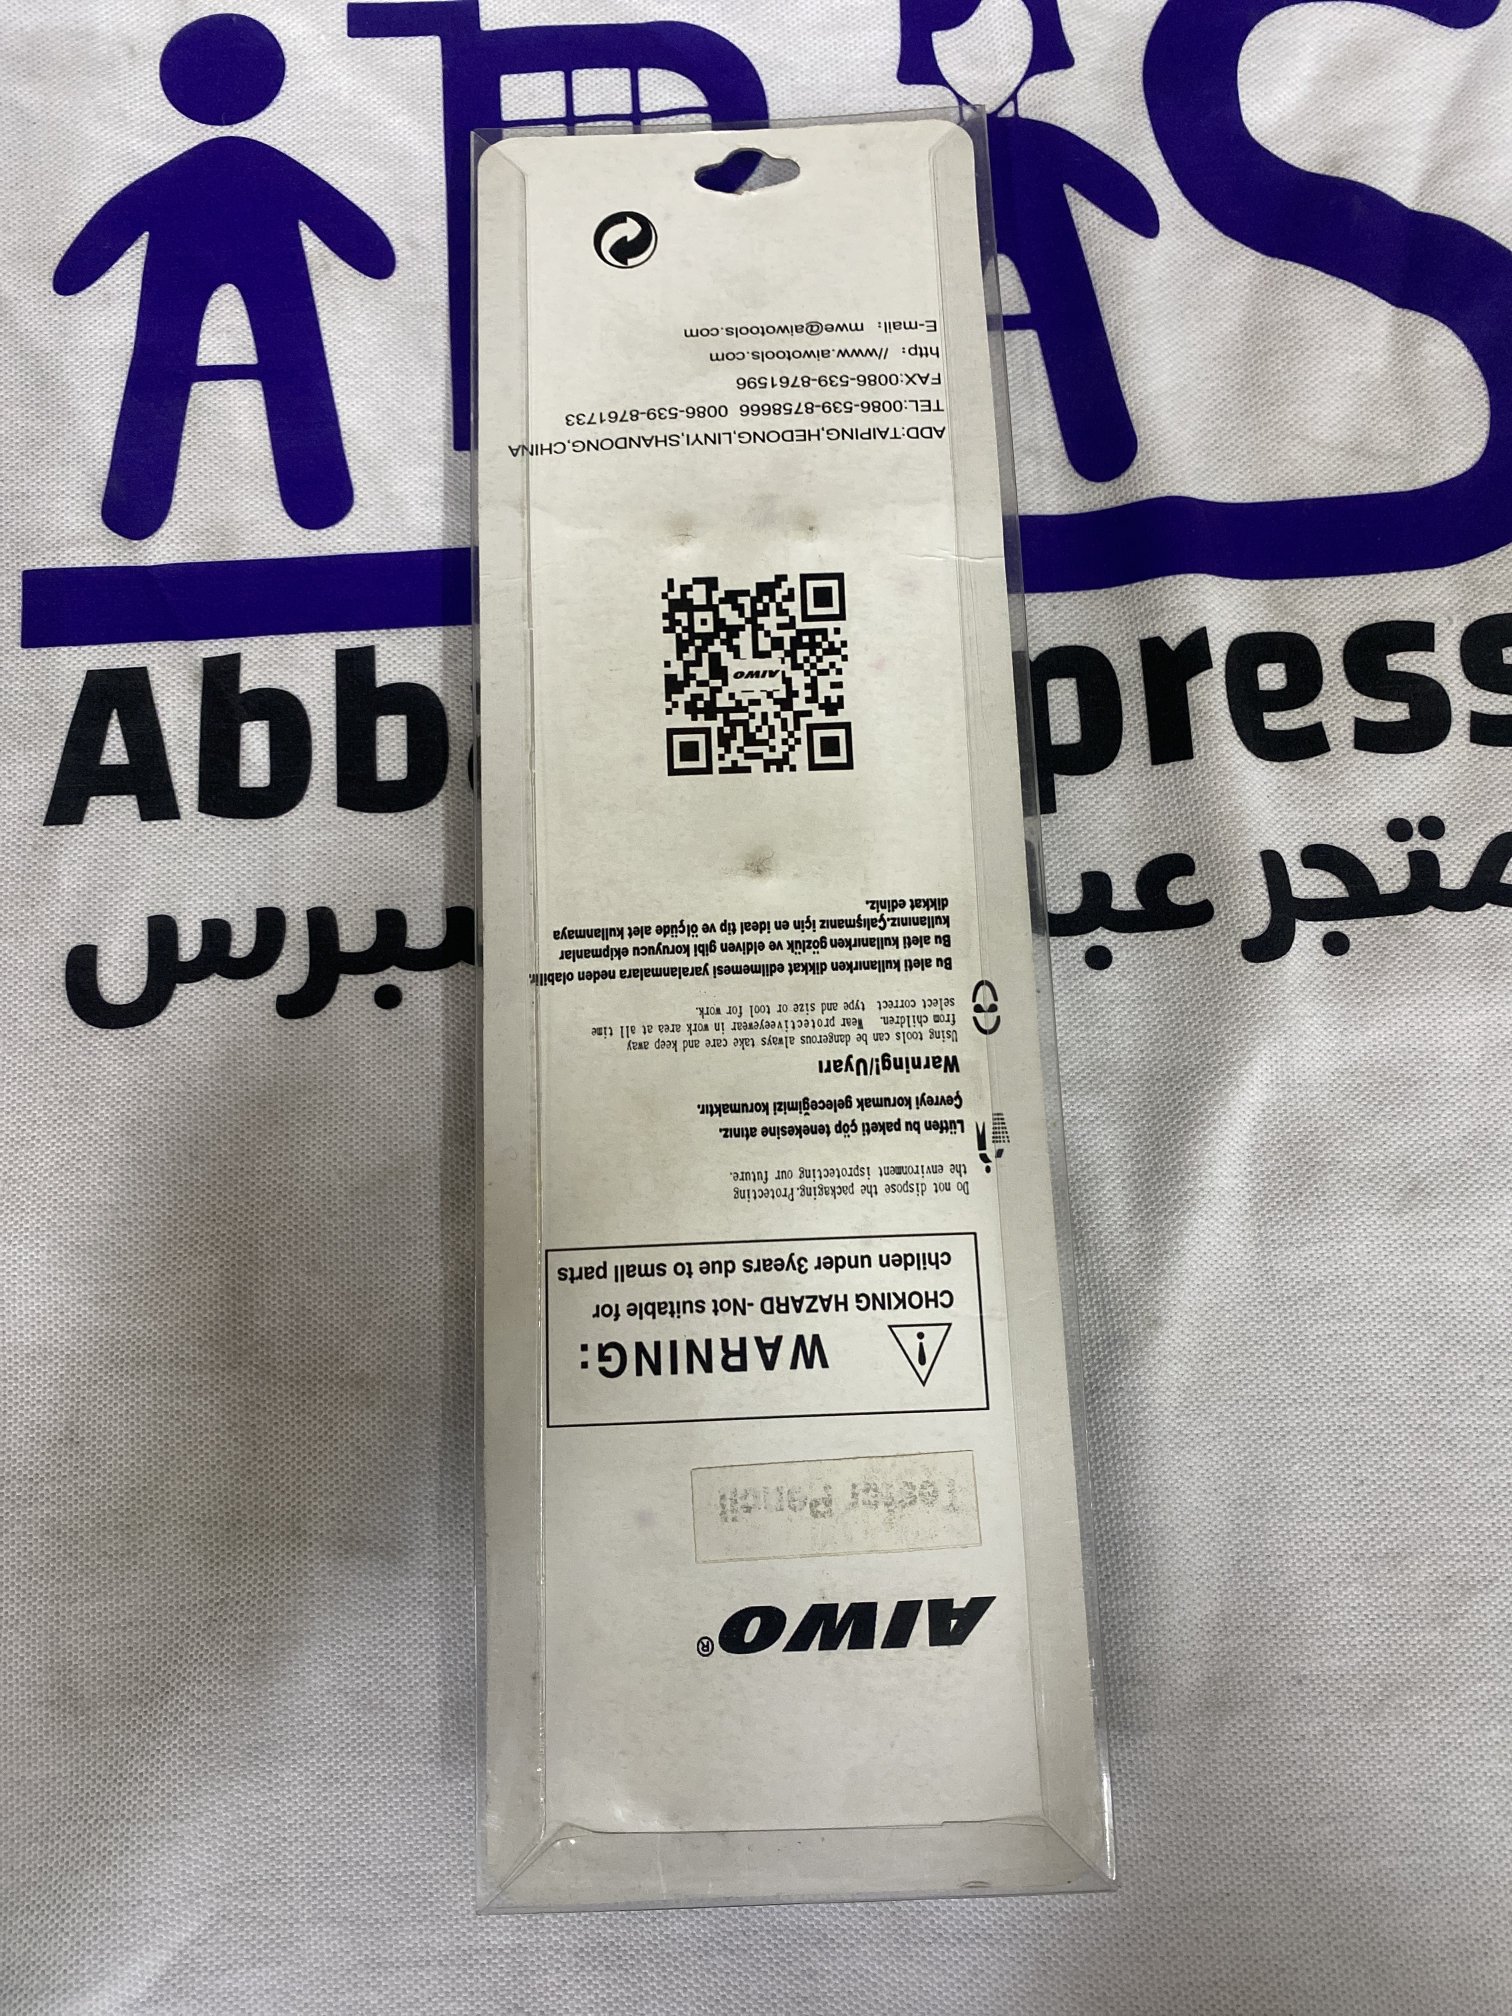 Abb
press
متجر عب
سبرس
AIWO®
Tester Pencil
WARNING:
CHOKING HAZARD -Not suitable for
childen under 3years due to small parts
Do not dispose the packaging.Protecting
the environment isprotecting our future.
Lütfen bu paketi çöp tenekesine atınız.
Çevreyi korumak geleceğimizi korumaktır.
Warning!/Uyarı
Using tools can be dangerous always take care and keep away
from children. Wear protectiveeyewear in work area at all time
select correct type and size or tool for work.
Bu aleti kullanırken dikkat edilmemesi yaralanmalara neden olabilir.
Bu aleti kullanırken gözlük ve eldiven gibi koruyucu ekipmanlar
kullanınız.Çalışmanız için en ideal tip ve ölçüde alet kullanmaya
dikkat ediniz.
AIWO
ADD:TAIPING,HEDONG,LINYI,SHANDONG,CHINA
TEL:0086-539-8758666 0086-539-8761733
FAX:0086-539-8761596
http: //www.aiwotools.com
E-mail: mwe@aiwotools.com